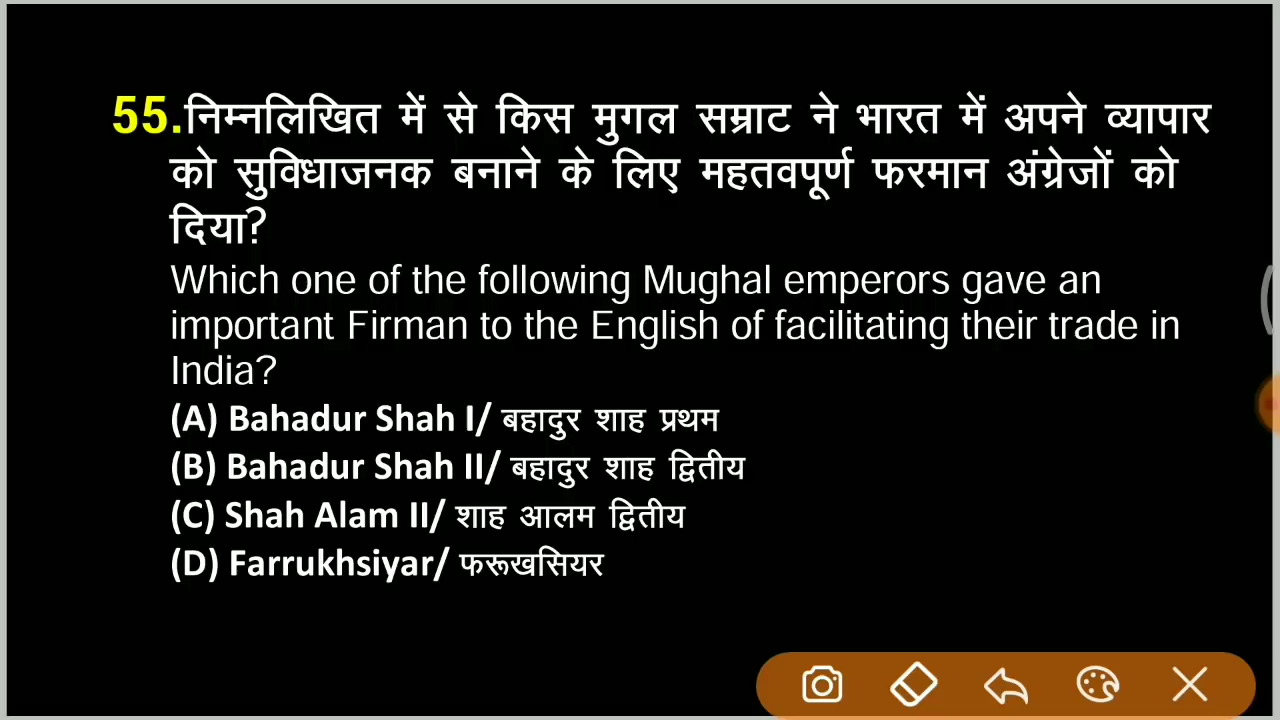 55.निम्नलिखित में से किस मुगल सम्राट ने भारत में अपने व्यापार
को सुविधाजनक बनाने के लिए महतवपूर्ण फरमान अंग्रेजों को
दिया?
Which one of the following Mughal emperors gave an
important Firman to the English of facilitating their trade in
India?
(A) Bahadur Shah I/ बहादुर शाह प्रथम
(B) Bahadur Shah II/ बहादुर शाह द्वितीय
(C) Shah Alam II/ शाह आलम द्वितीय
(D) Farrukhsiyar/ फरूखसियर